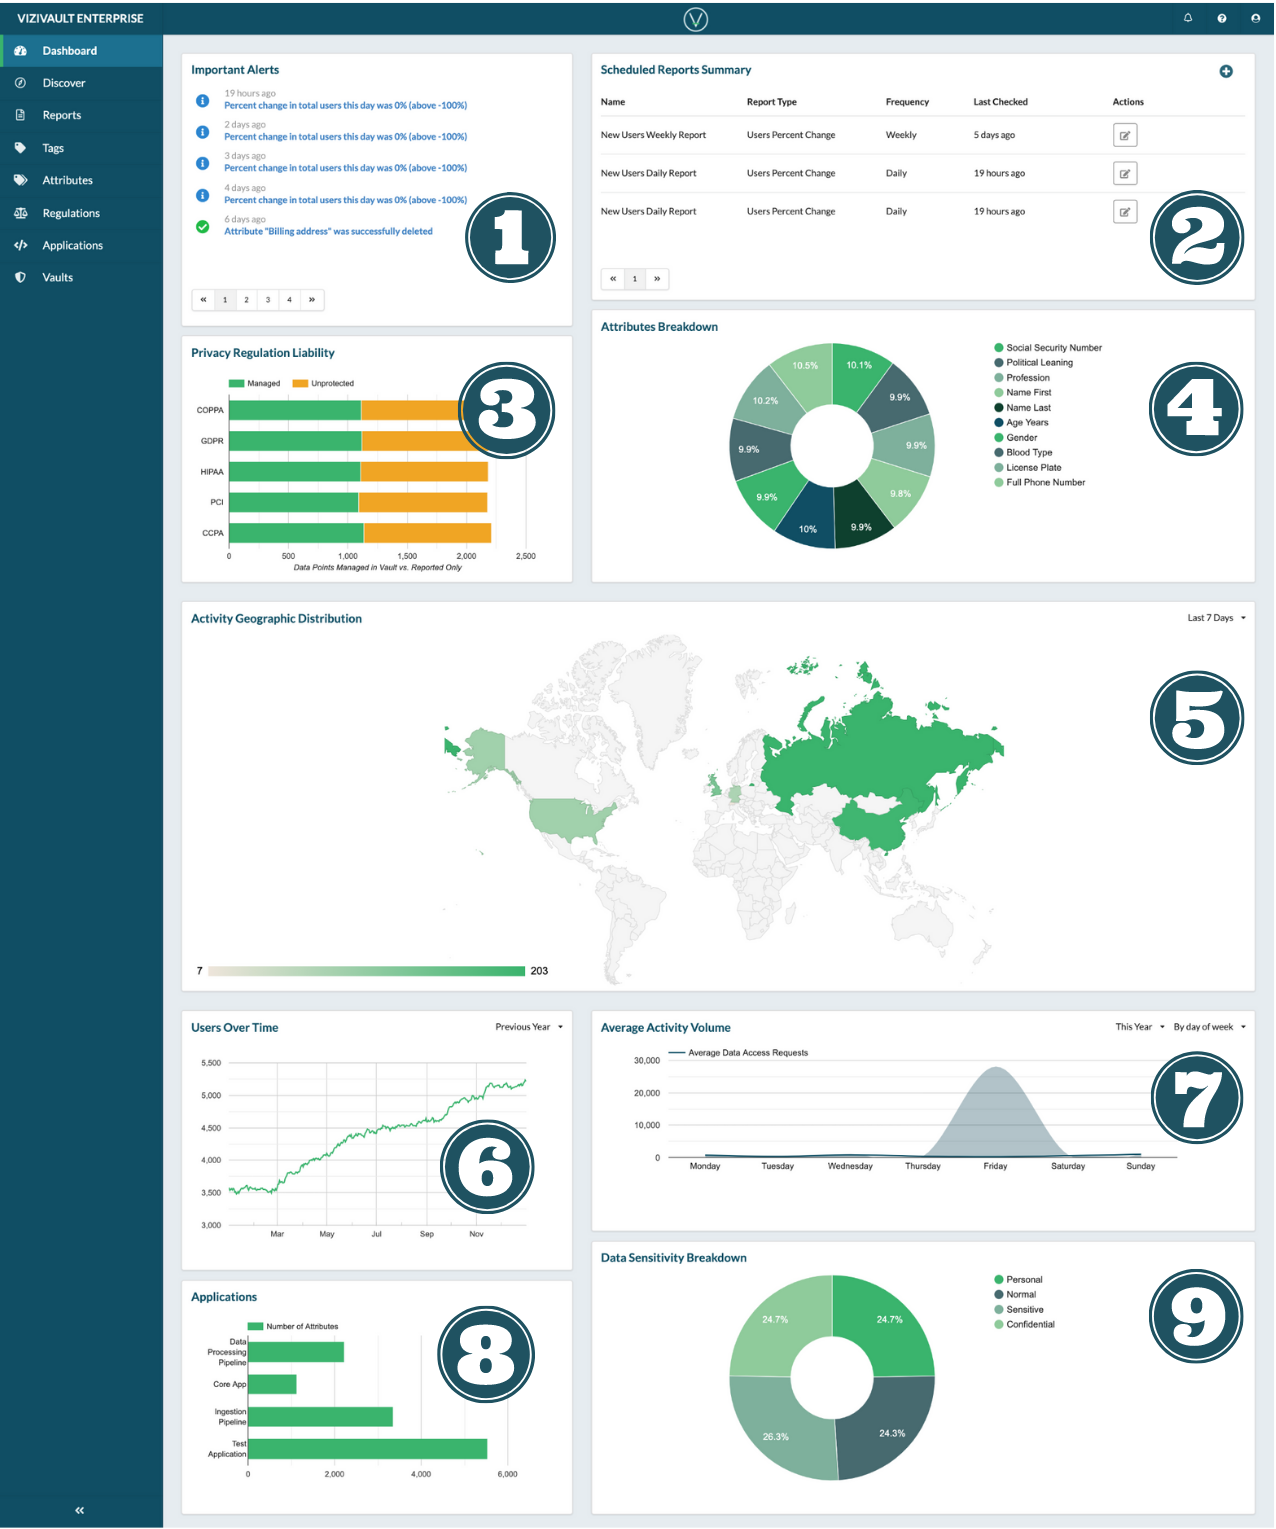 VIZIVAULT ENTERPRISE
V
Dashboard
Discover
Reports
Tags
Attributes
Regulations
Applications
Vaults
Important Alerts
19 hours ago
Percent change in total users this day was 0% (above -100%)
2 days ago
Percent change in total users this day was 0% (above -100%)
3 days ago
Percent change in total users this day was 0% (above -100%)
4 days ago
Percent change in total users this day was 0% (above -100%)
6 days ago
Attribute "Billing address" was successfully deleted
« 1 2 3 4 »
1
Scheduled Reports Summary
Name Report Type Frequency Last Checked Actions
New Users Weekly Report Users Percent Change Weekly 5 days ago
New Users Daily Report Users Percent Change Daily 19 hours ago
New Users Daily Report Users Percent Change Daily 19 hours ago
« 1 »
2
Privacy Regulation Liability
Managed Unprotected
COPPA
GDPR
HIPAA
PCI
CCPA
0 500 1,000 1,500 2,000 2,500
Data Points Managed in Vault vs. Reported Only
3
Attributes Breakdown
10.5% 10.1%
10.2% 9.9%
9.9% 9.9%
9.9% 9.8%
10% 9.9%
Social Security Number
Political Leaning
Profession
Name First
Name Last
Age Years
Gender
Blood Type
License Plate
Full Phone Number
4
Activity Geographic Distribution
Last 7 Days
5
7 203
Users Over Time
Previous Year
5,500
5,000
4,500
4,000
3,500
3,000
Mar May Jul Sep Nov
6
Average Activity Volume
This Year By day of week
Average Data Access Requests
30,000
20,000
10,000
0
Monday Tuesday Wednesday Thursday Friday Saturday Sunday
7
Applications
Number of Attributes
Data
Processing
Pipeline
Core App
Ingestion
Pipeline
Test
Application
0 2,000 4,000 6,000
8
Data Sensitivity Breakdown
24.7% 24.7%
26.3% 24.3%
Personal
Normal
Sensitive
Confidential
9
«